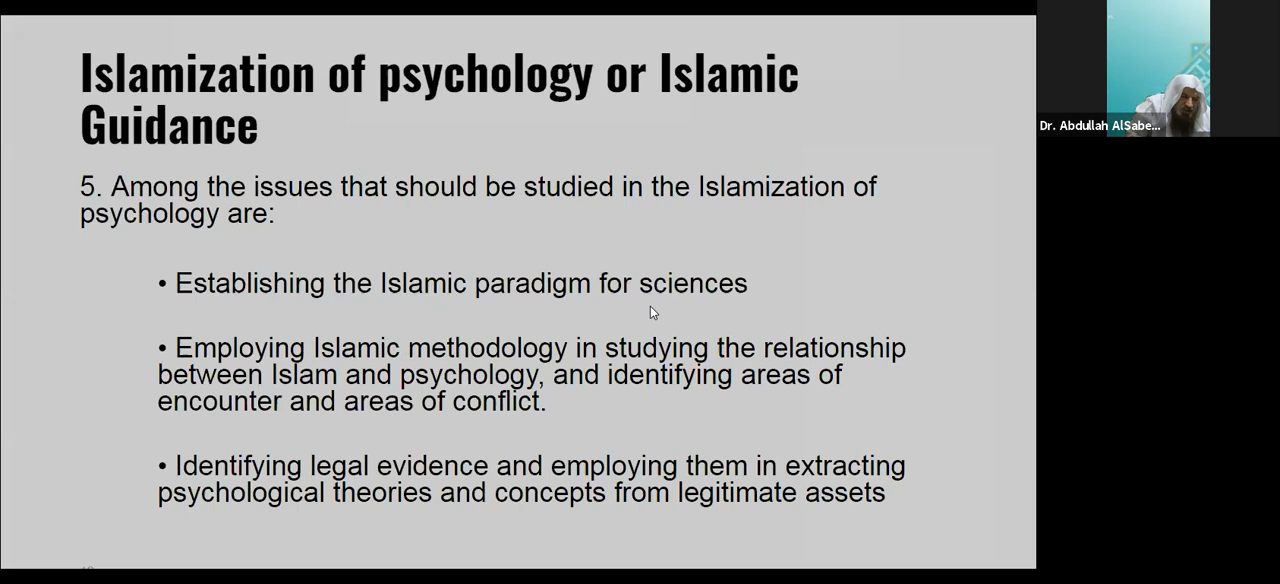 Islamization of psychology or Islamic
Guidance
5. Among the issues that should be studied in the Islamization of
psychology are:
• Establishing the Islamic paradigm for sciences
• Employing Islamic methodology in studying the relationship
between Islam and psychology, and identifying areas of
encounter and areas of conflict.
• Identifying legal evidence and employing them in extracting
psychological theories and concepts from legitimate assets
Dr. Abdullah AlSabe...